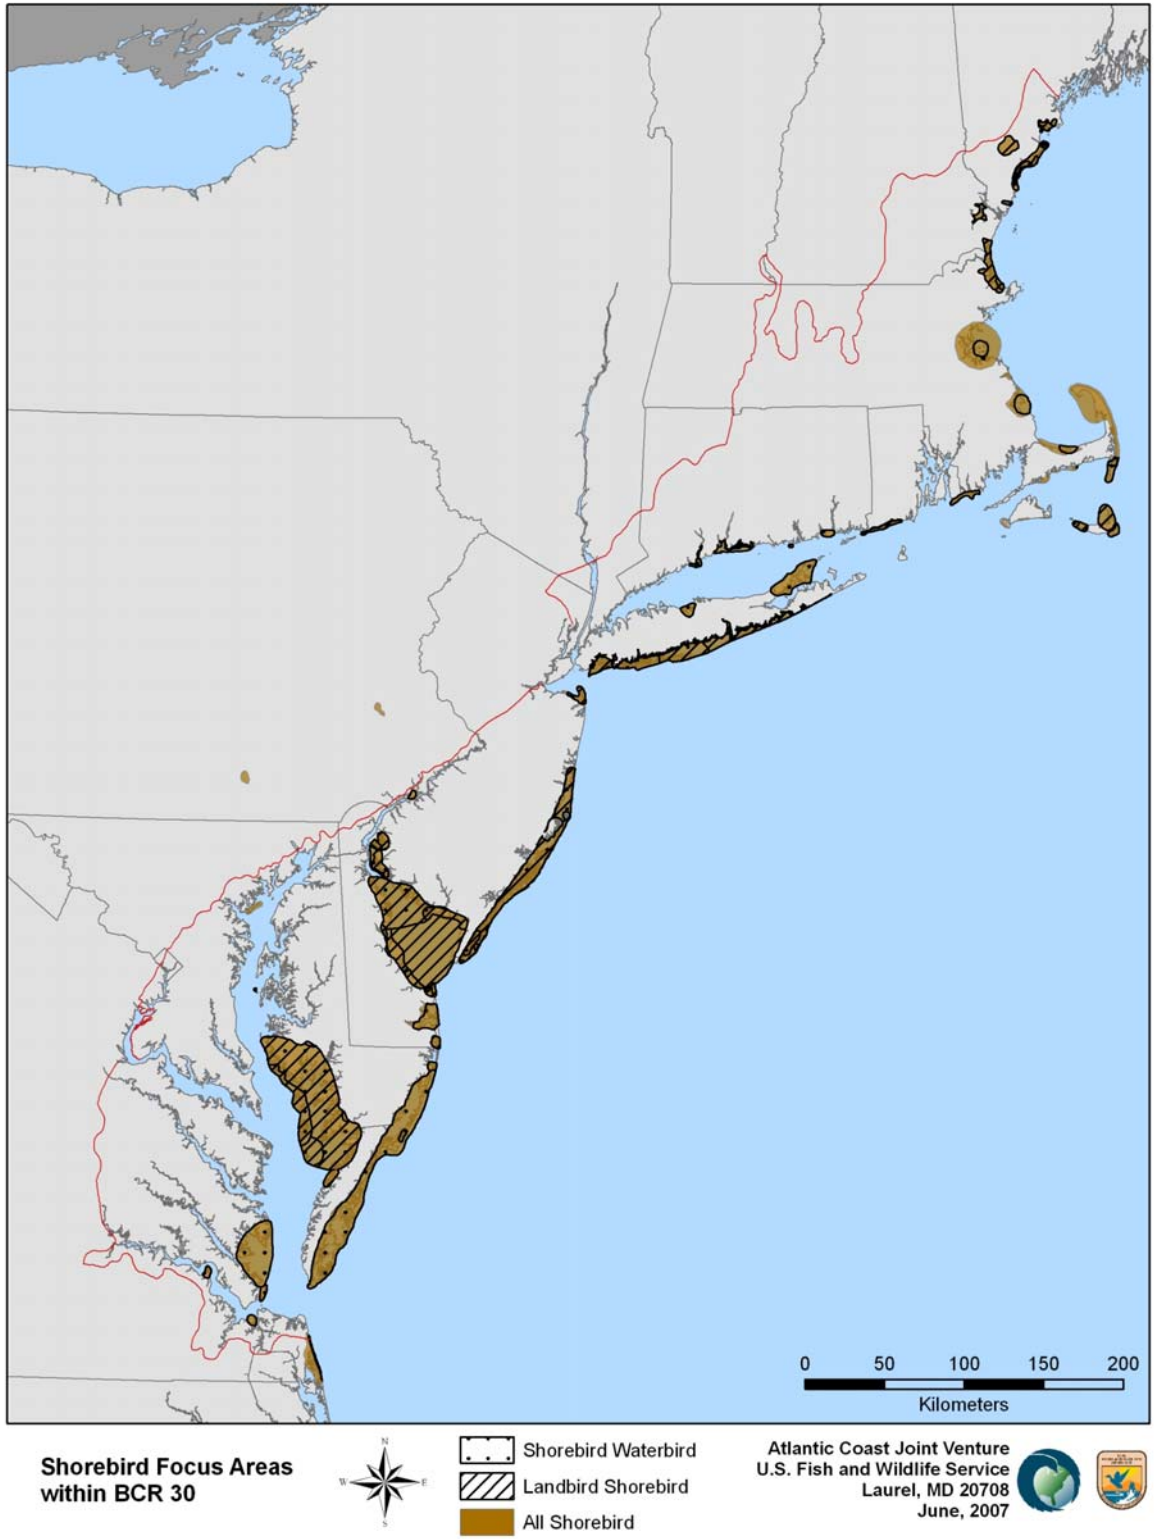 0 50 100 150 200
Kilometers
N
W E
S
Shorebird Focus Areas
within BCR 30
Shorebird Waterbird
Landbird Shorebird
All Shorebird
Atlantic Coast Joint Venture
U.S. Fish and Wildlife Service
Laurel, MD 20708
June, 2007